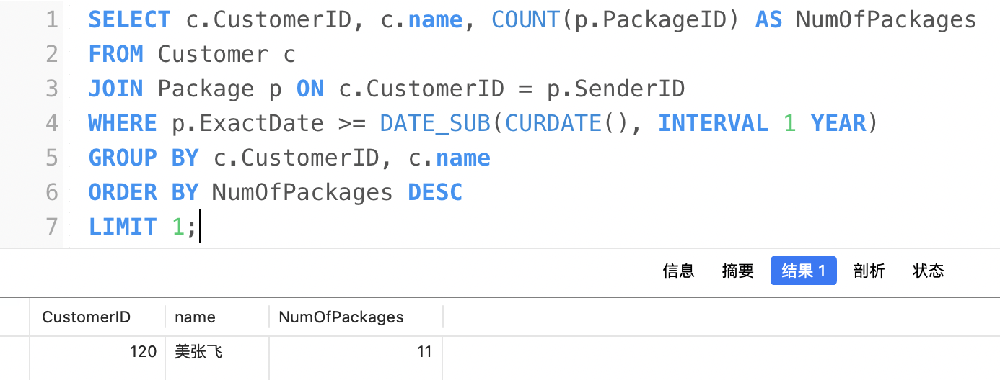 1 SELECT c.CustomerID, c.name, COUNT(p.PackageID) AS NumOfPackages
2 FROM Customer c
3 JOIN Package p ON c.CustomerID = p.SenderID
4 WHERE p.ExactDate >= DATE_SUB(CURDATE(), INTERVAL 1 YEAR)
5 GROUP BY c.CustomerID, c.name
6 ORDER BY NumOfPackages DESC
7 LIMIT 1;
信息 摘要 结果 1 剖析 状态
CustomerID name NumOfPackages
120 美张飞 11